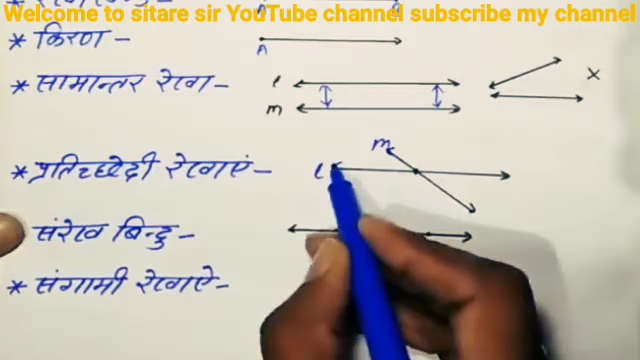 Welcome to sitare sir YouTube channel subscribe my channel
* किरण -
A
* सामान्तर रेखा -
l
m
x
* प्रतिच्छेदी रेखाएं -
l
m
संरेख बिन्दु -
* संगामी रेखाऐ -